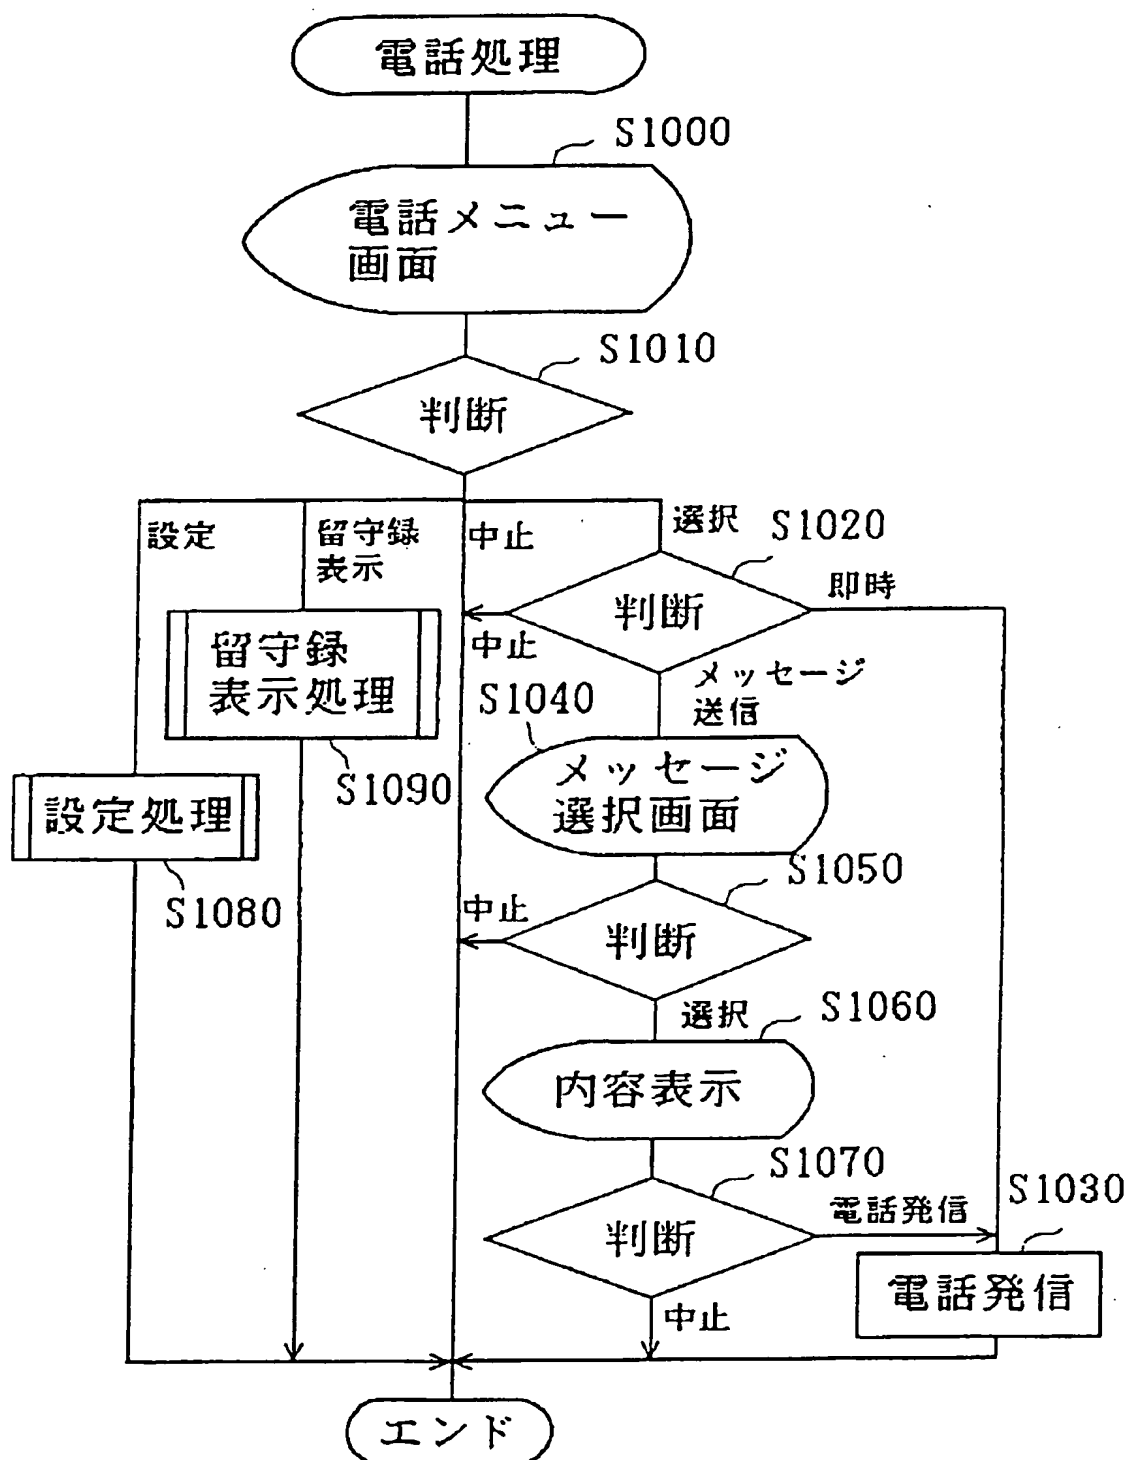 電話処理
S1000
電話メニュー
画面
S1010
判断
設定
留守録
表示
中止
選択
S1020
判断
即時
中止
留守録
表示処理
メッセージ
送信
S1040
S1090
メッセージ
選択画面
設定処理
S1080
S1050
中止
判断
選択
S1060
内容表示
S1070
判断
電話発信
S1030
電話発信
中止
エンド